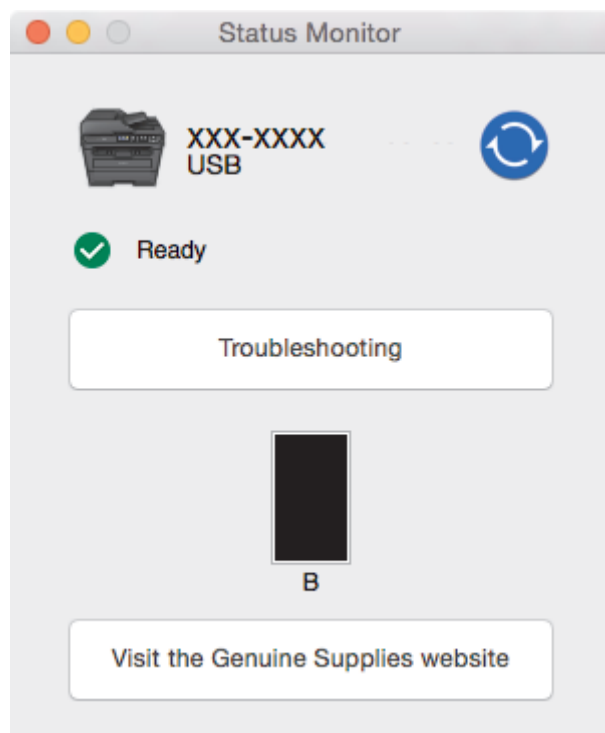 Status Monitor
XXX-XXXX
USB
Ready
Troubleshooting
B
Visit the Genuine Supplies website